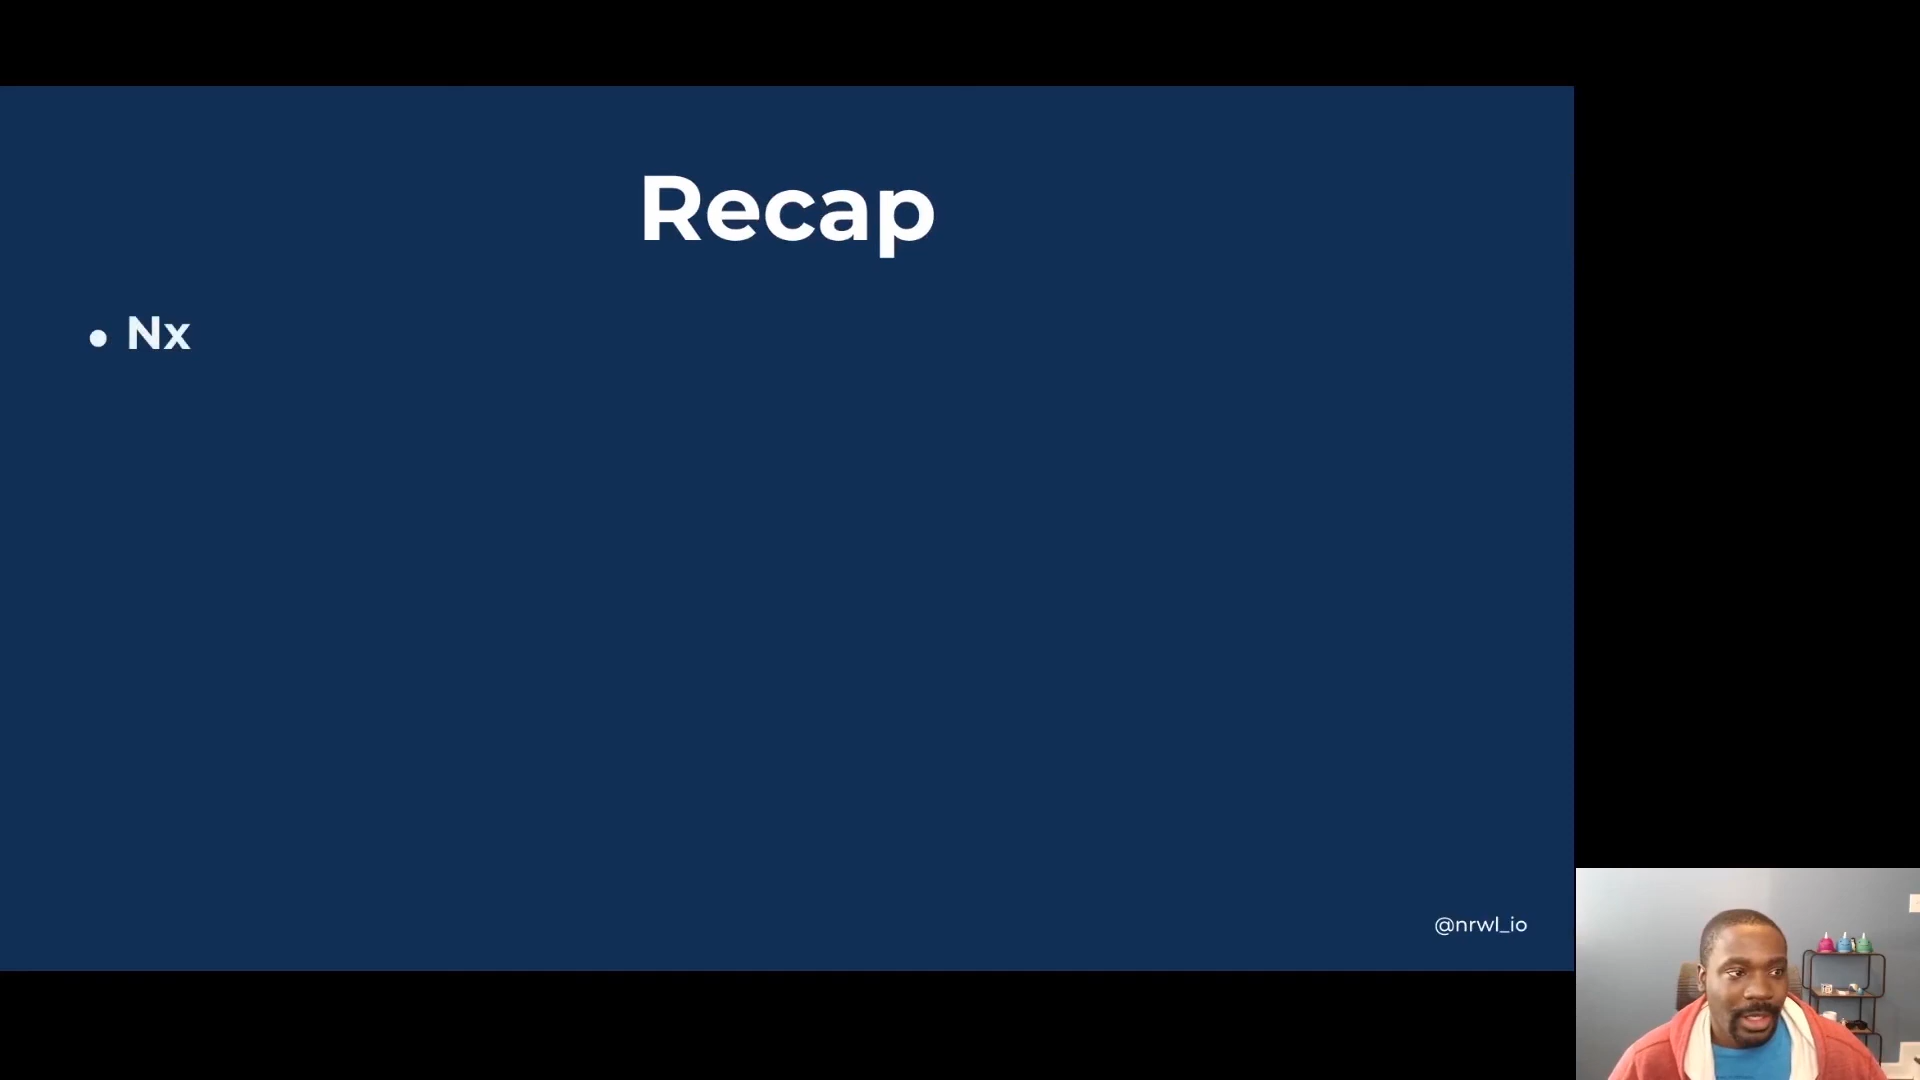 Recap
• Nx
@nrwl_io